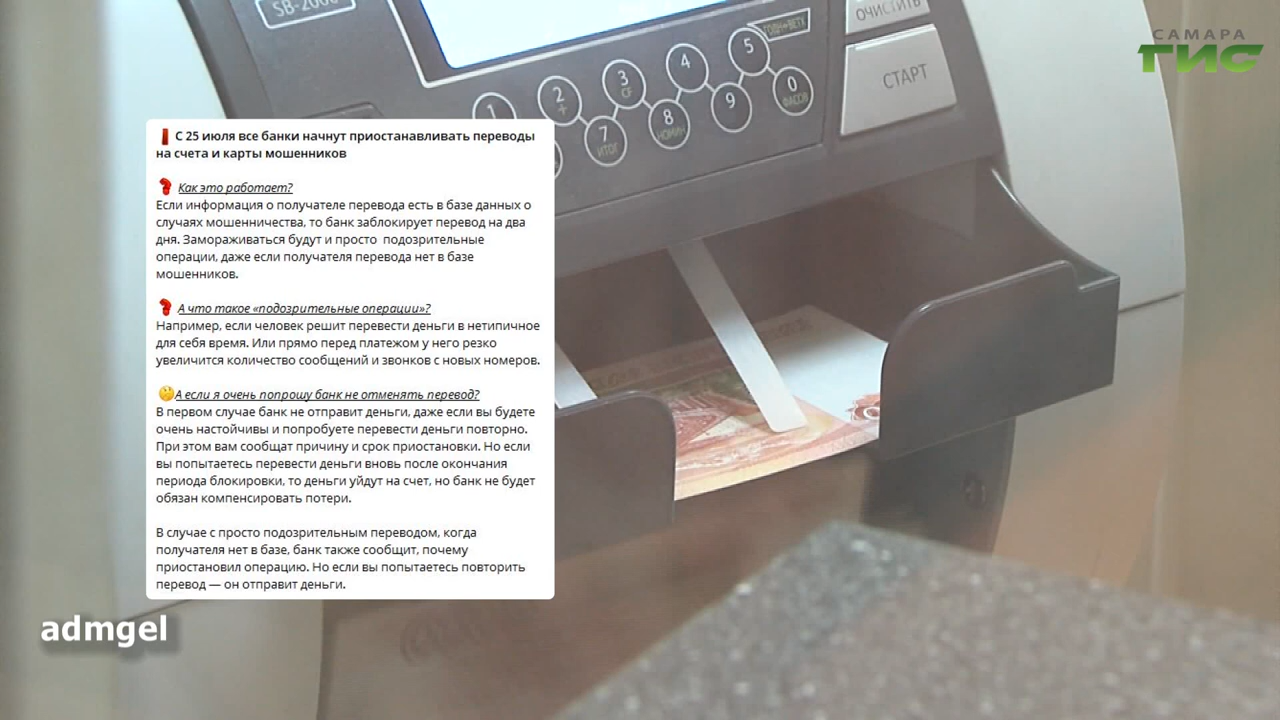 SB-2000
ОЧИСТИТЬ
СТАРТ
1
2
3
CF
4
5
7
ИТОГ
8
НОМИН
9
0
ФАСОВ
САМАРА
ТИС
С 25 июля все банки начнут приостанавливать переводы
на счета и карты мошенников
Как это работает?
Если информация о получателе перевода есть в базе данных о
случаях мошенничества, то банк заблокирует перевод на два
дня. Замораживаться будут и просто подозрительные
операции, даже если получателя перевода нет в базе
мошенников.
А что такое «подозрительные операции»?
Например, если человек решит перевести деньги в нетипичное
для себя время. Или прямо перед платежом у него резко
увеличится количество сообщений и звонков с новых номеров.
А если я очень попрошу банк не отменять перевод?
В первом случае банк не отправит деньги, даже если вы будете
очень настойчивы и попробуете перевести деньги повторно.
При этом вам сообщат причину и срок приостановки. Но если
вы попытаетесь перевести деньги вновь после окончания
периода блокировки, то деньги уйдут на счет, но банк не будет
обязан компенсировать потери.
В случае с просто подозрительным переводом, когда
получателя нет в базе, банк также сообщит, почему
приостановил операцию. Но если вы попытаетесь повторить
перевод — он отправит деньги.
admgel